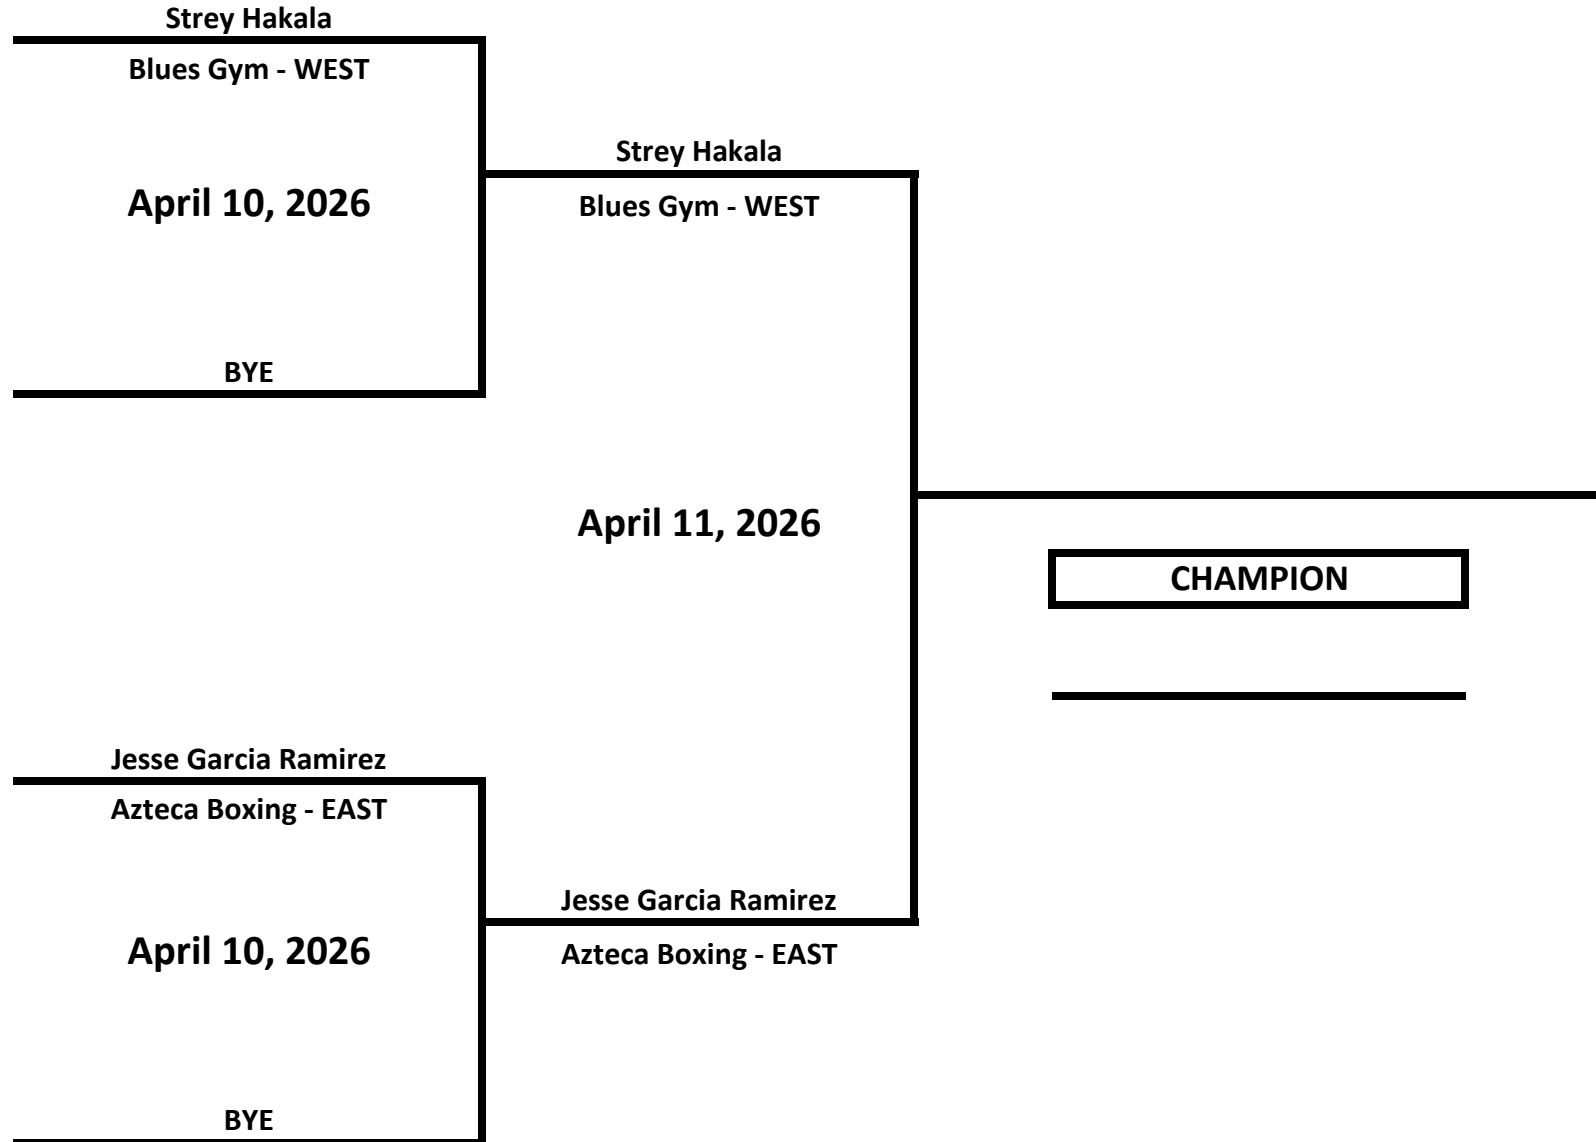 Strey Hakala
Blues Gym - WEST
April 10, 2026
BYE
Strey Hakala
Blues Gym - WEST
April 11, 2026
CHAMPION
Jesse Garcia Ramirez
Azteca Boxing - EAST
April 10, 2026
BYE
Jesse Garcia Ramirez
Azteca Boxing - EAST